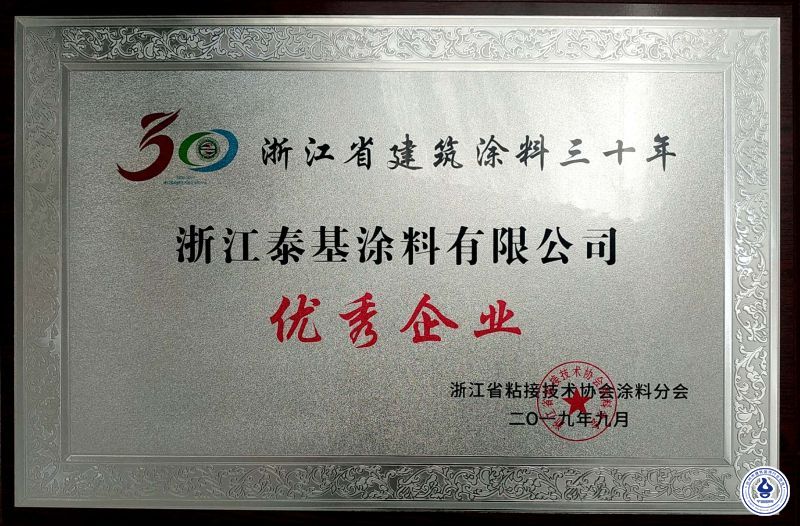 30 浙江省建筑涂料三十年
浙江泰基涂料有限公司
优秀企业
浙江省粘接技术协会涂料分会
二〇一九年九月